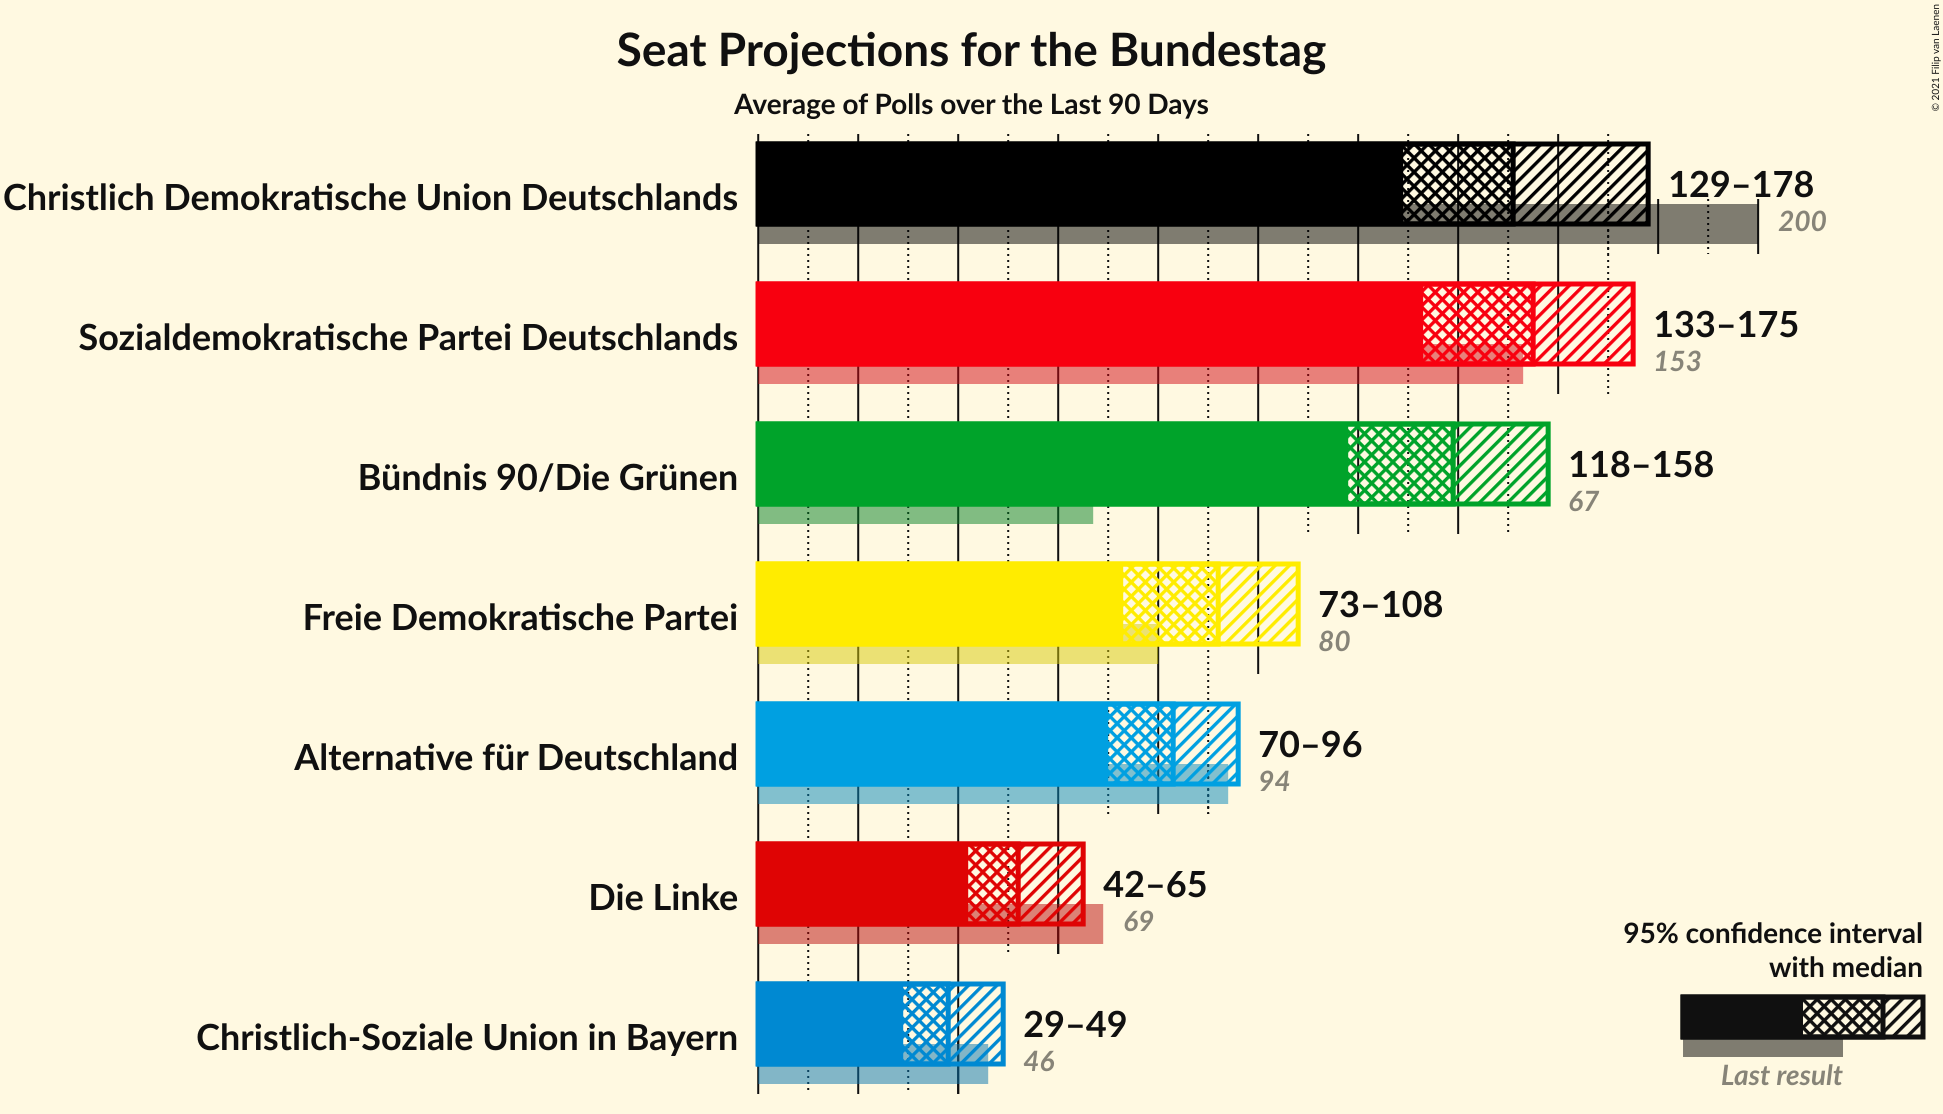 Seat Projections for the Bundestag
Average of Polls over the Last 90 Days
© 2021 Filip van Laenen
Christlich Demokratische Union Deutschlands
129–178
200
Sozialdemokratische Partei Deutschlands
133–175
153
Bündnis 90/Die Grünen
118–158
67
Freie Demokratische Partei
73–108
80
Alternative für Deutschland
70–96
94
Die Linke
42–65
69
Christlich-Soziale Union in Bayern
29–49
46
95% confidence interval
with median
Last result